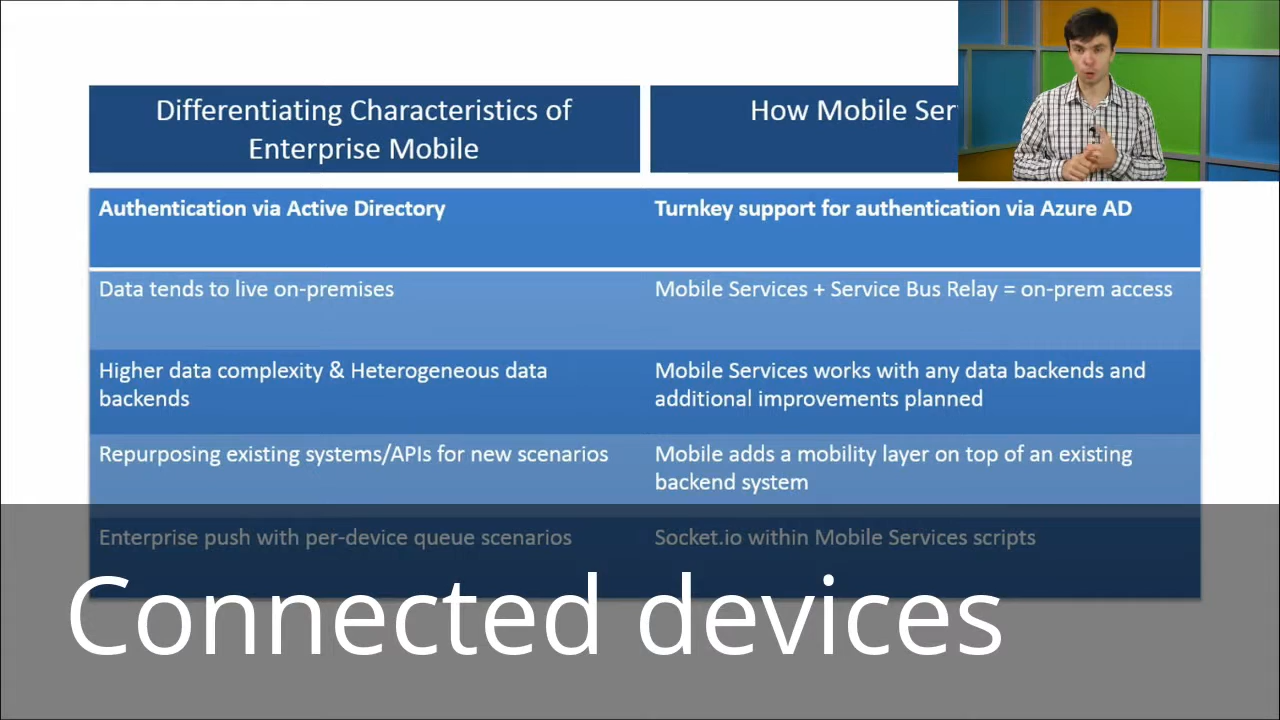 Differentiating Characteristics of
Enterprise Mobile
How Mobile Ser
Authentication via Active Directory
Turnkey support for authentication via Azure AD
Data tends to live on-premises
Mobile Services + Service Bus Relay = on-prem access
Higher data complexity & Heterogeneous data
backends
Mobile Services works with any data backends and
additional improvements planned
Repurposing existing systems/APIs for new scenarios
Mobile adds a mobility layer on top of an existing
backend system
Enterprise push with per-device queue scenarios
Socket.io within Mobile Services scripts
Connected devices